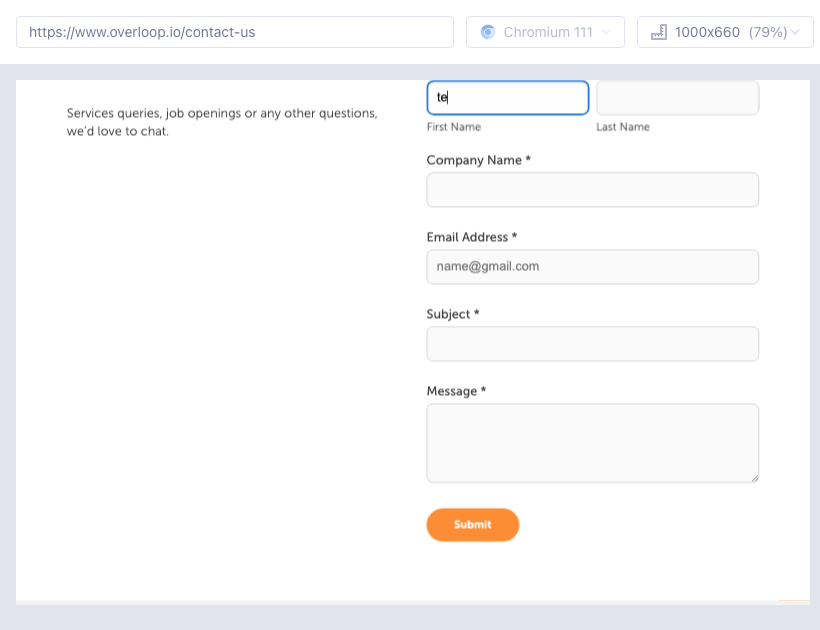 https://www.overloop.io/contact-us
Chromium 111
1000x660 (79%)
Services queries, job openings or any other questions,
we'd love to chat.
te
First Name
Last Name
Company Name *
Email Address *
name@gmail.com
Subject *
Message *
Submit